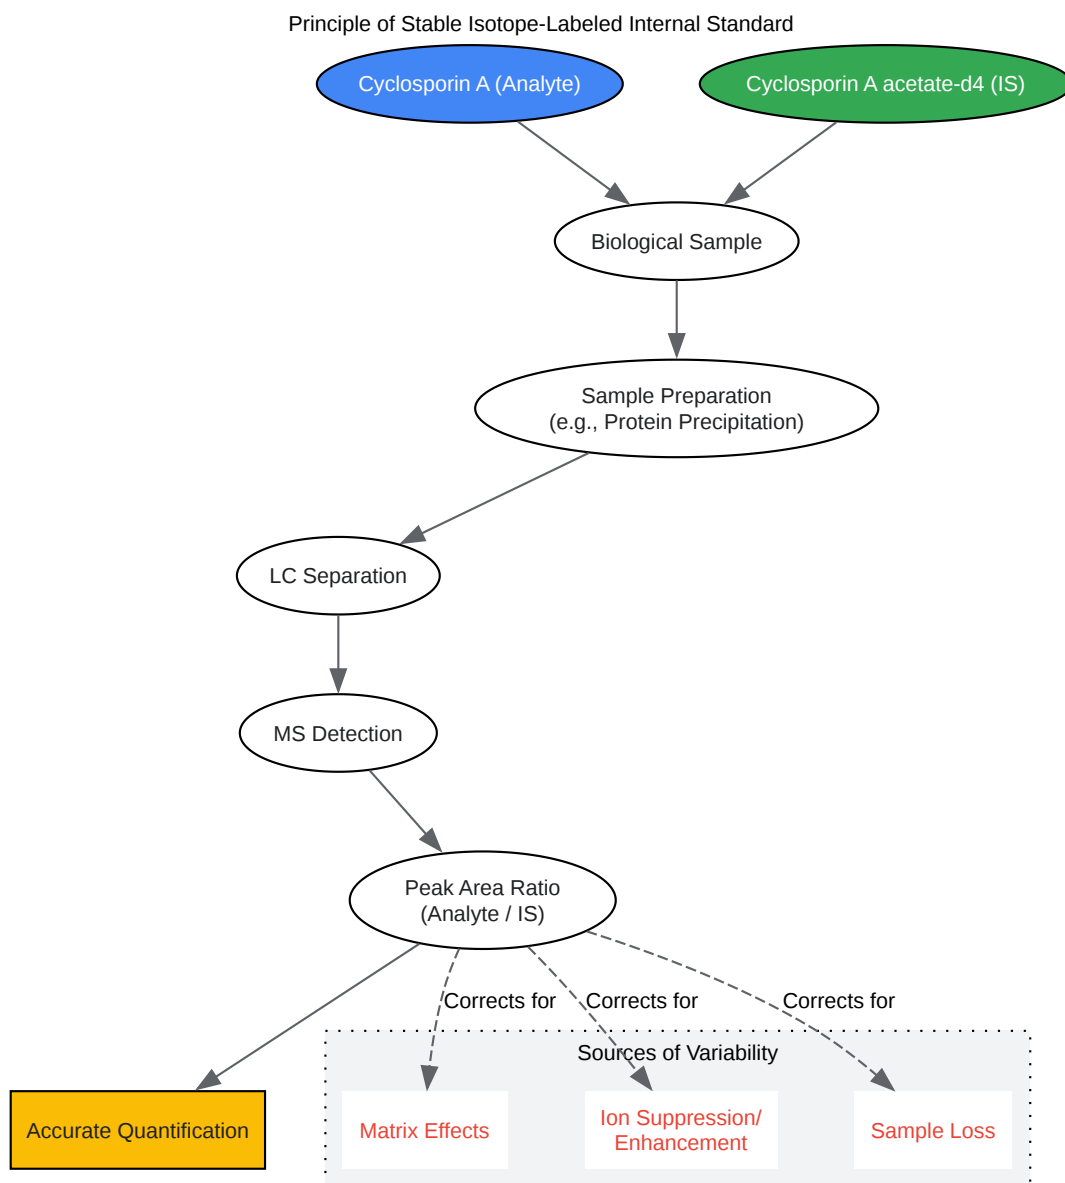 Principle of Stable Isotope-Labeled Internal Standard
Cyclosporin A (Analyte)
Cyclosporin A acetate-d4 (IS)
Biological Sample
Sample Preparation
(e.g., Protein Precipitation)
LC Separation
MS Detection
Peak Area Ratio
(Analyte / IS)
Corrects for
Corrects for
Corrects for
Sources of Variability
Accurate Quantification
Matrix Effects
Ion Suppression/
Enhancement
Sample Loss